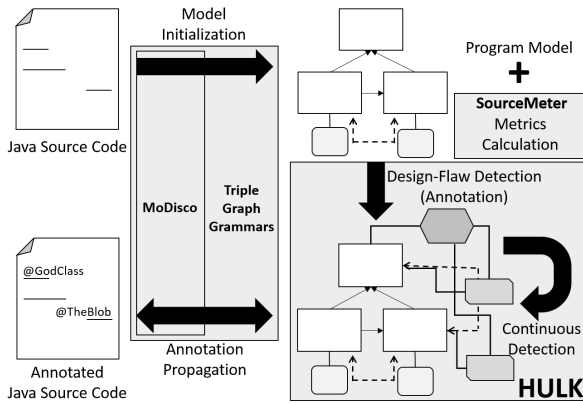 Model
Initialization
Java Source Code
MoDisco
Triple
Graph
Grammars
Program Model
+
SourceMeter
Metrics
Calculation
Design-Flaw Detection
(Annotation)
@GodClass
@TheBlob
Annotated
Java Source Code
Annotation
Propagation
Continuous
Detection
HULK